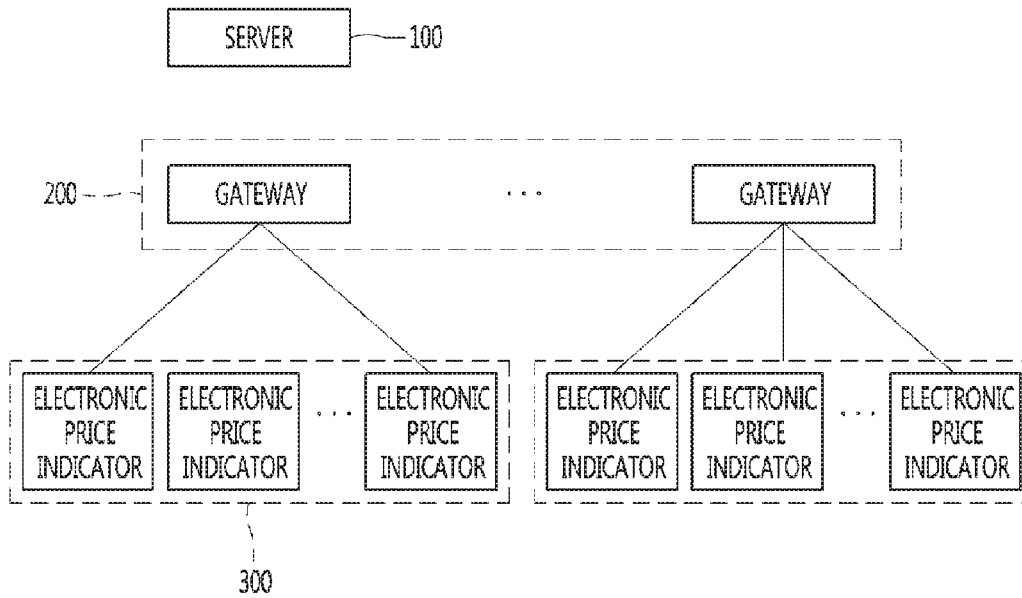 SERVER
100
200
GATEWAY
...
GATEWAY
ELECTRONIC
PRICE
INDICATOR
ELECTRONIC
PRICE
INDICATOR
...
ELECTRONIC
PRICE
INDICATOR
ELECTRONIC
PRICE
INDICATOR
ELECTRONIC
PRICE
INDICATOR
...
ELECTRONIC
PRICE
INDICATOR
300